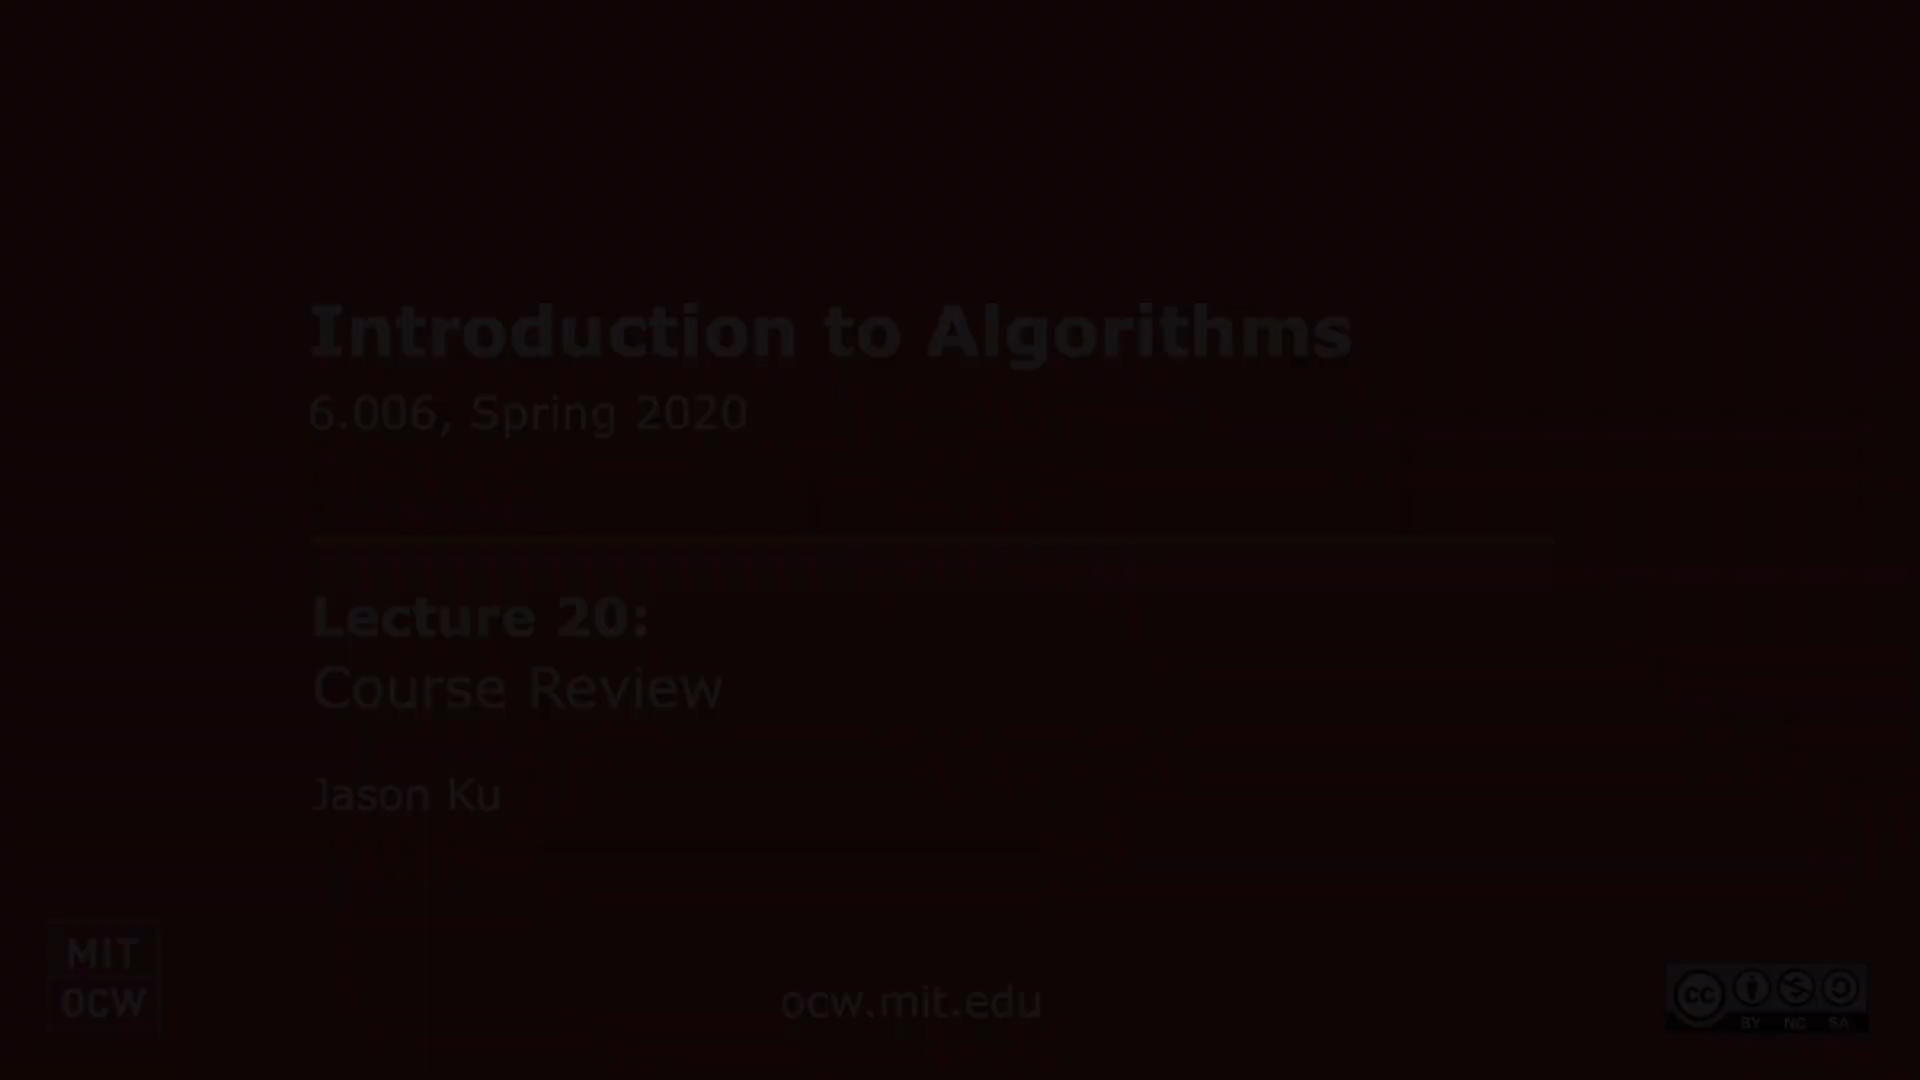 Introduction to Algorithms
6.006, Spring 2020
Lecture 20:
Course Review
Jason Ku
MIT
OCW
ocw.mit.edu
cc
BY NC SA